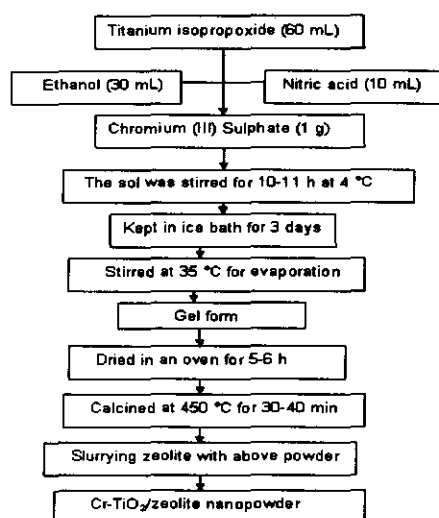 Titanium isopropoxide (60 mL)
Ethanol (30 mL)
Nitric acid (10 mL)
Chromium (III) Sulphate (1 g)
The sol was stirred for 10-11 h at 4 °C
Kept in ice bath for 3 days
Stirred at 35 °C for evaporation
Gel form
Dried in an oven for 5-6 h
Calcined at 450 °C for 30-40 min
Slurrying zeolite with above powder
Cr-TiO₂/zeolite nanopowder